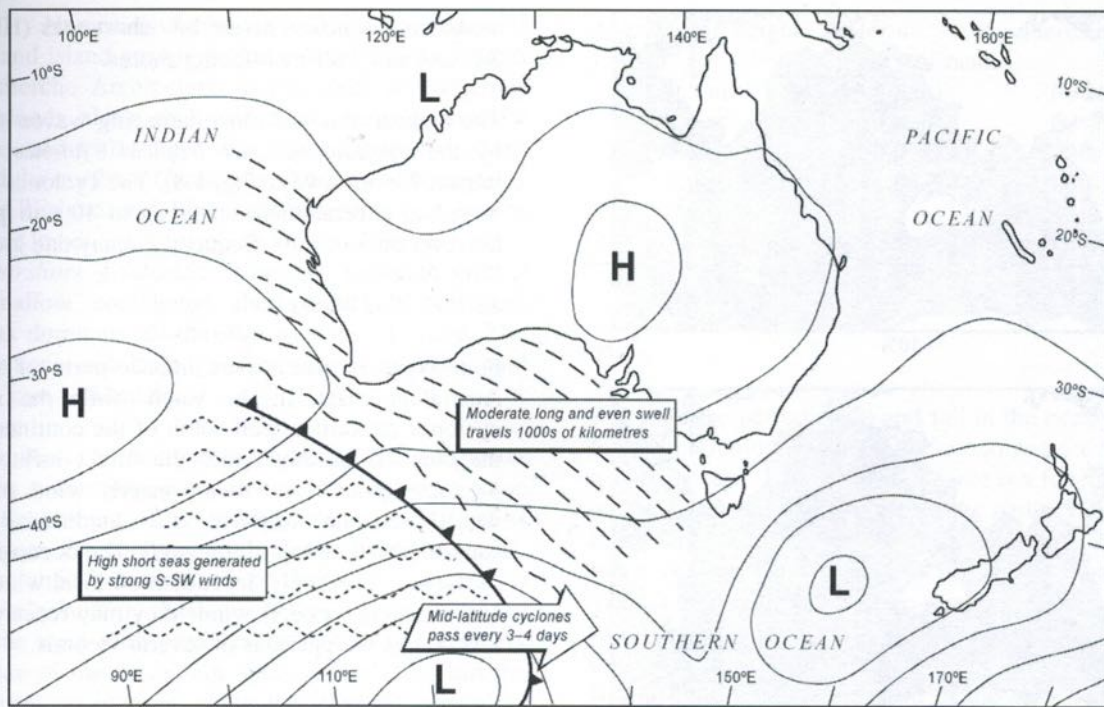 100°E 120°E 140°E 160°E
10°S L 10°S
INDIAN PACIFIC
OCEAN OCEAN
20°S 20°S
H
H 30°S 30°S
Moderate long and even swell
travels 1000s of kilometres
40°S
High short seas generated
by strong S-SW winds
L
Mid-latitude cyclones
pass every 3–4 days
SOUTHERN OCEAN
L
90°E 110°E 150°E 170°E